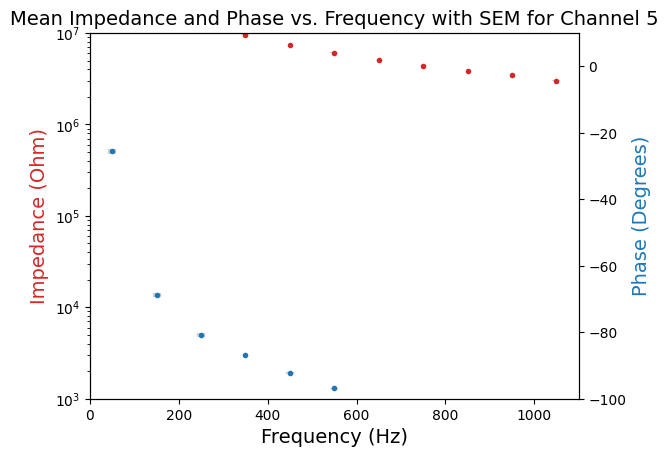 Mean Impedance and Phase vs. Frequency with SEM for Channel 5
10^7
10^6
10^5
10^4
10^3
Impedance (Ohm)
0
−20
−40
−60
−80
−100
Phase (Degrees)
0 200 400 600 800 1000
Frequency (Hz)